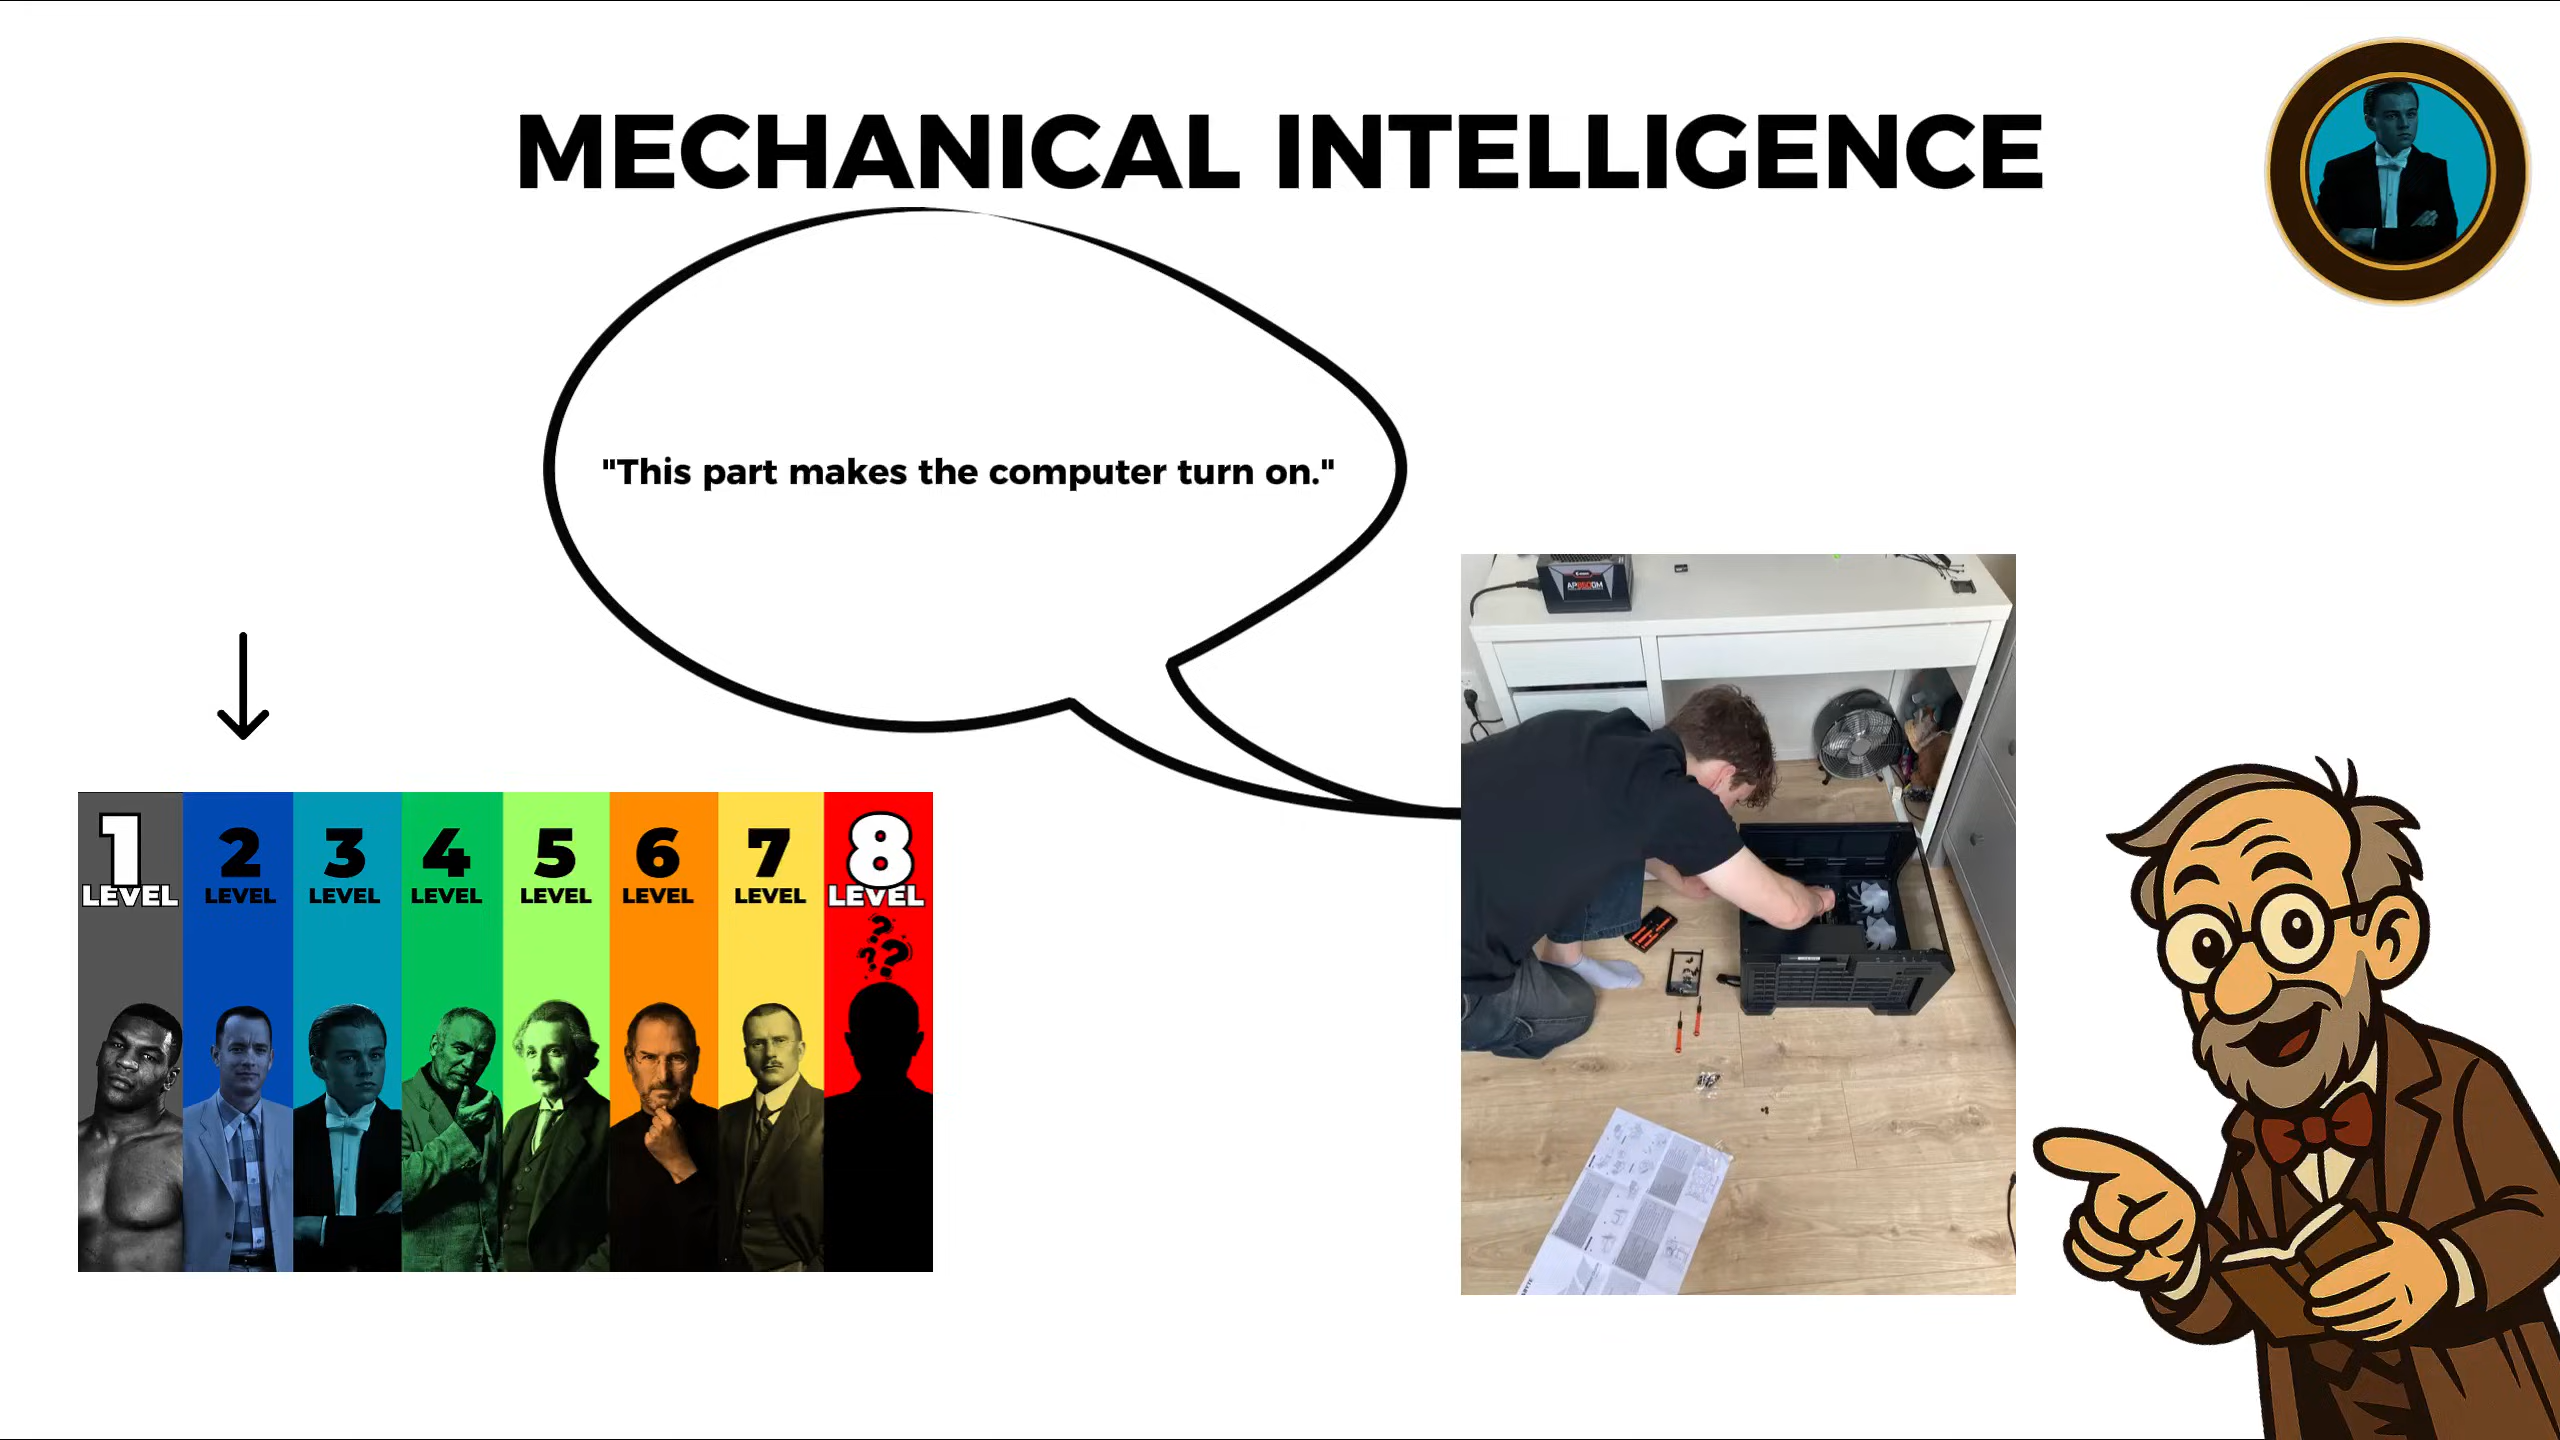 MECHANICAL INTELLIGENCE
"This part makes the computer turn on."
1
LEVEL
2
LEVEL
3
LEVEL
4
LEVEL
5
LEVEL
6
LEVEL
7
LEVEL
8
LEVEL
???